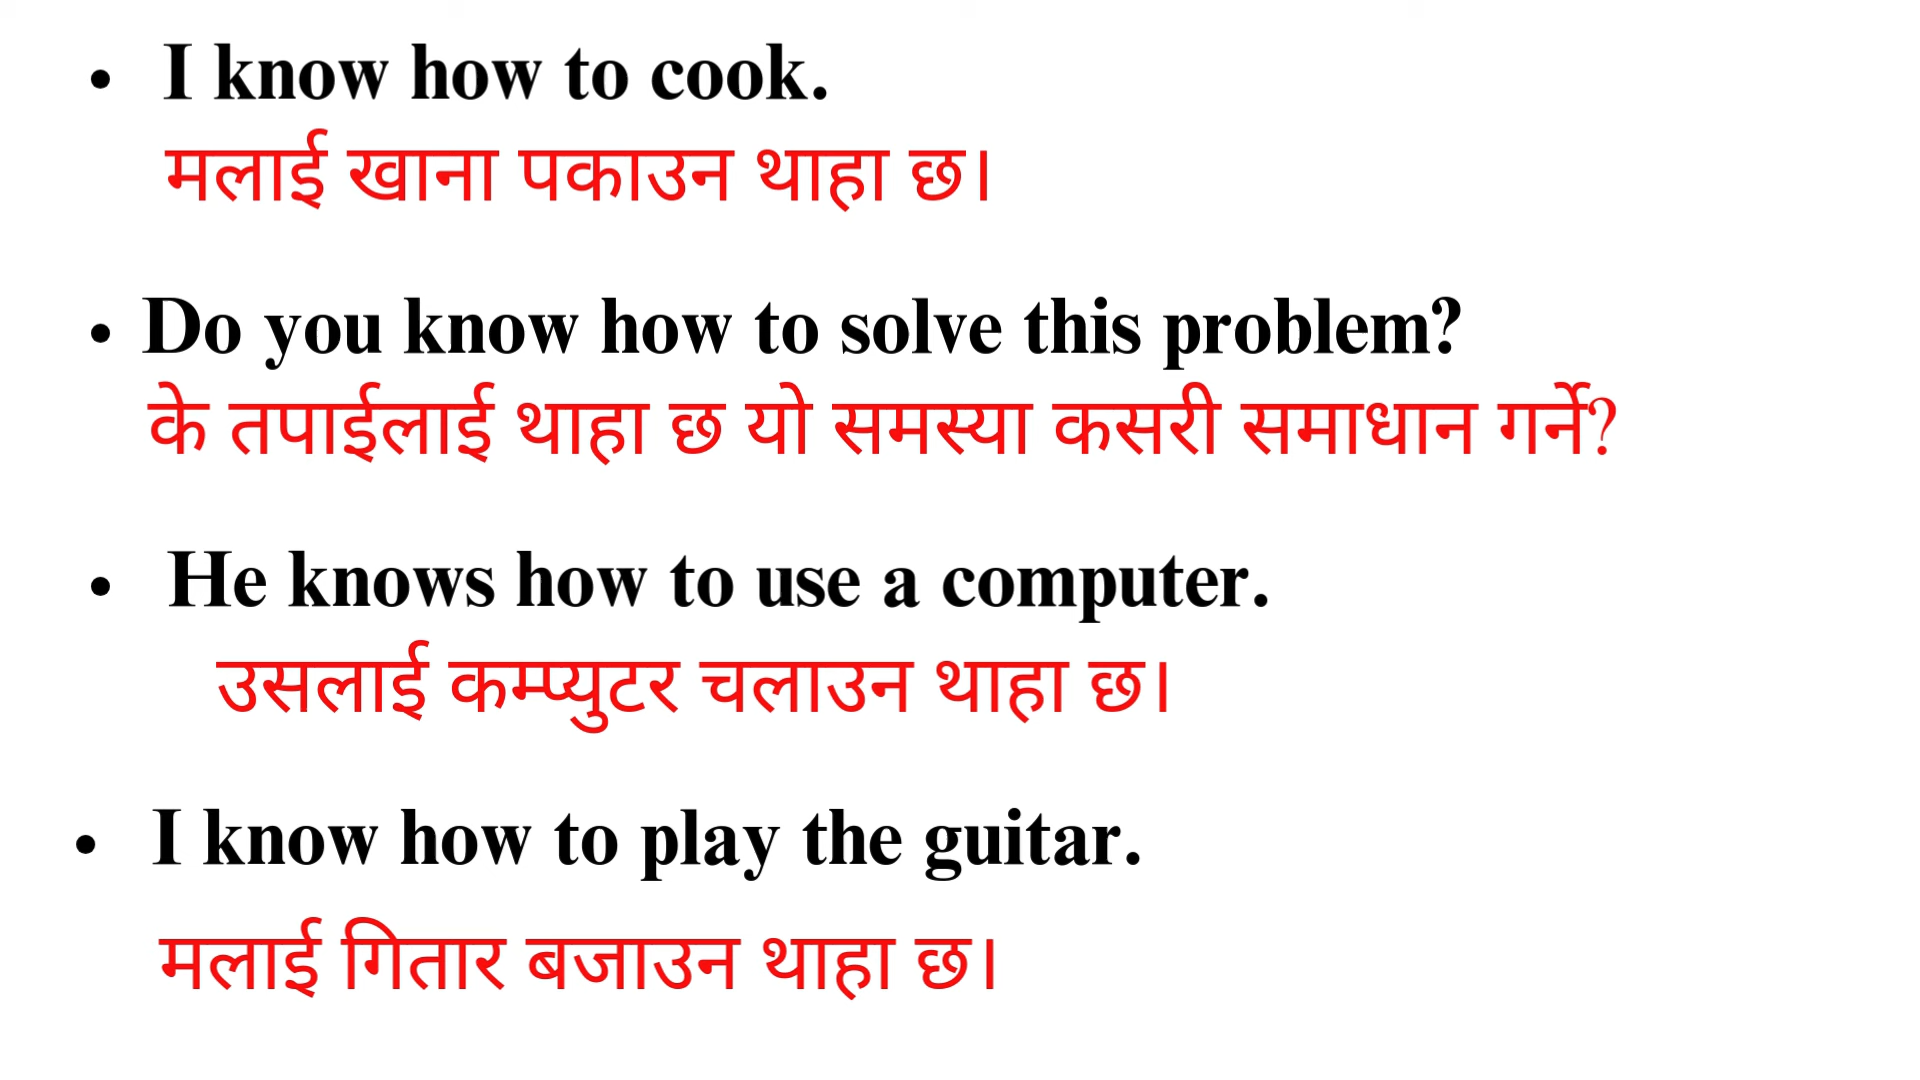 • I know how to cook.
मलाई खाना पकाउन थाहा छ।
• Do you know how to solve this problem?
के तपाईलाई थाहा छ यो समस्या कसरी समाधान गर्ने?
• He knows how to use a computer.
उसलाई कम्प्युटर चलाउन थाहा छ।
• I know how to play the guitar.
मलाई गितार बजाउन थाहा छ।